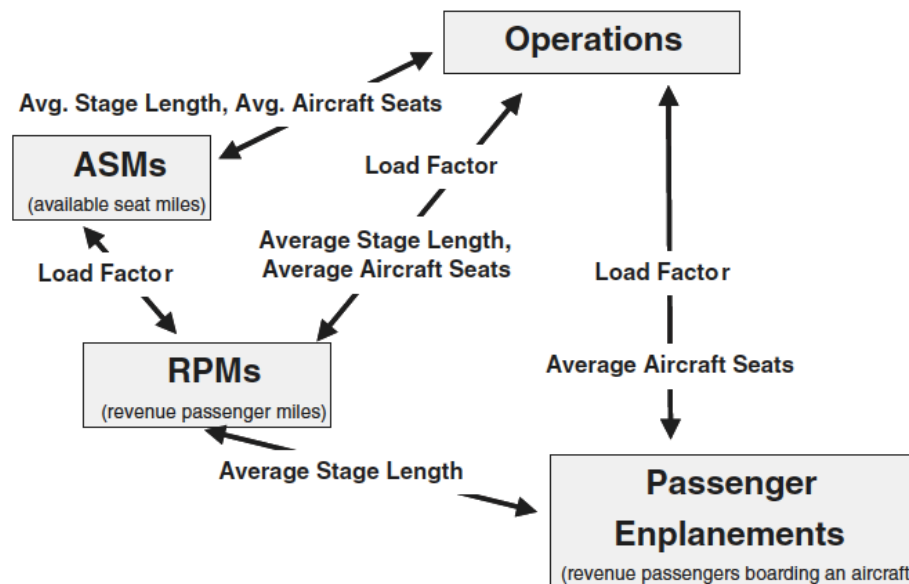 Operations
Avg. Stage Length, Avg. Aircraft Seats
ASMs
(available seat miles)
Load Factor
Average Stage Length,
Average Aircraft Seats
Load Factor
Load Factor
RPMs
(revenue passenger miles)
Average Aircraft Seats
Average Stage Length
Passenger
Enplanements
(revenue passengers boarding an aircraft